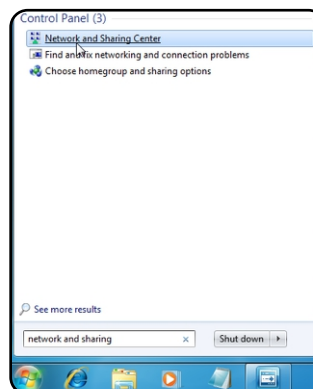 Control Panel (3)
Network and Sharing Center
Find and fix networking and connection problems
Choose homegroup and sharing options
See more results
network and sharing
Shut down